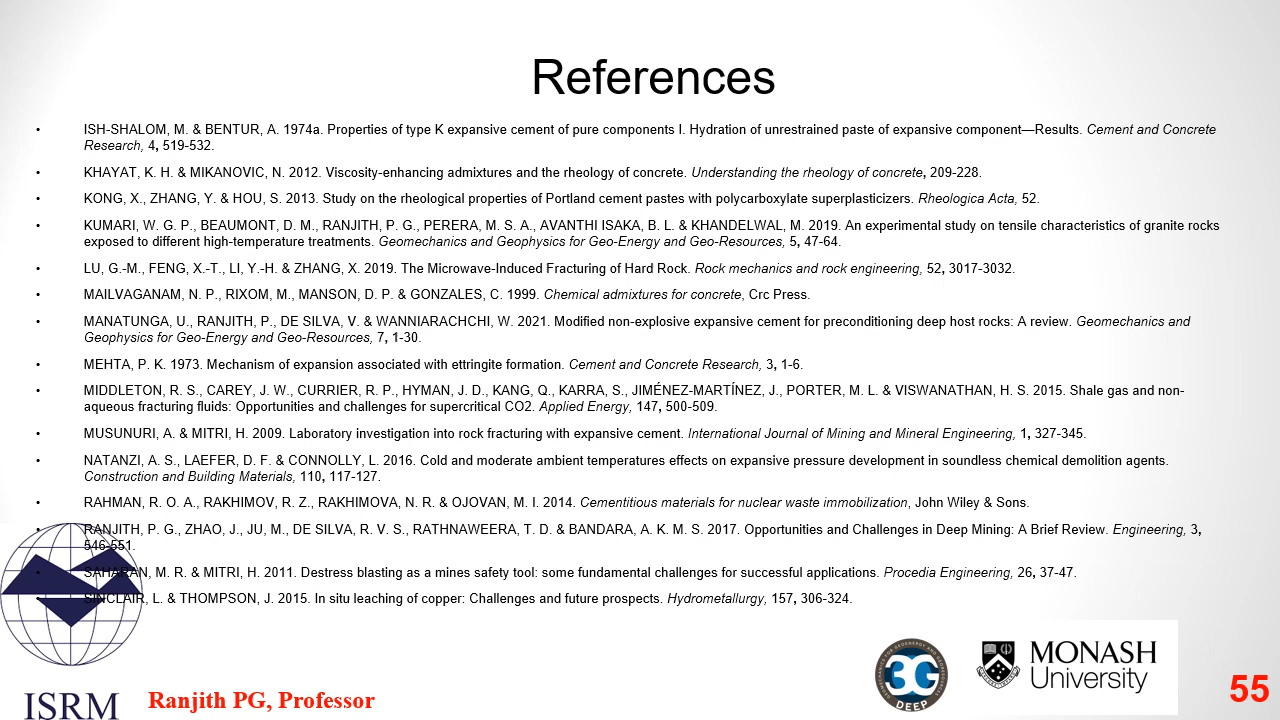 References
• ISH-SHALOM, M. & BENTUR, A. 1974a. Properties of type K expansive cement of pure components I. Hydration of unrestrained paste of expansive component—Results. Cement and Concrete
Research, 4, 519-532.
• KHAYAT, K. H. & MIKANOVIC, N. 2012. Viscosity-enhancing admixtures and the rheology of concrete. Understanding the rheology of concrete, 209-228.
• KONG, X., ZHANG, Y. & HOU, S. 2013. Study on the rheological properties of Portland cement pastes with polycarboxylate superplasticizers. Rheologica Acta, 52.
• KUMARI, W. G. P., BEAUMONT, D. M., RANJITH, P. G., PERERA, M. S. A., AVANTHI ISAKA, B. L. & KHANDELWAL, M. 2019. An experimental study on tensile characteristics of granite rocks
exposed to different high-temperature treatments. Geomechanics and Geophysics for Geo-Energy and Geo-Resources, 5, 47-64.
• LU, G.-M., FENG, X.-T., LI, Y.-H. & ZHANG, X. 2019. The Microwave-Induced Fracturing of Hard Rock. Rock mechanics and rock engineering, 52, 3017-3032.
• MAILVAGANAM, N. P., RIXOM, M., MANSON, D. P. & GONZALES, C. 1999. Chemical admixtures for concrete, Crc Press.
• MANATUNGA, U., RANJITH, P., DE SILVA, V. & WANNIARACHCHI, W. 2021. Modified non-explosive expansive cement for preconditioning deep host rocks: A review. Geomechanics and
Geophysics for Geo-Energy and Geo-Resources, 7, 1-30.
• MEHTA, P. K. 1973. Mechanism of expansion associated with ettringite formation. Cement and Concrete Research, 3, 1-6.
• MIDDLETON, R. S., CAREY, J. W., CURRIER, R. P., HYMAN, J. D., KANG, Q., KARRA, S., JIMÉNEZ-MARTÍNEZ, J., PORTER, M. L. & VISWANATHAN, H. S. 2015. Shale gas and non-
aqueous fracturing fluids: Opportunities and challenges for supercritical CO2. Applied Energy, 147, 500-509.
• MUSUNURI, A. & MITRI, H. 2009. Laboratory investigation into rock fracturing with expansive cement. International Journal of Mining and Mineral Engineering, 1, 327-345.
• NATANZI, A. S., LAEFER, D. F. & CONNOLLY, L. 2016. Cold and moderate ambient temperatures effects on expansive pressure development in soundless chemical demolition agents.
Construction and Building Materials, 110, 117-127.
• RAHMAN, R. O. A., RAKHIMOV, R. Z., RAKHIMOVA, N. R. & OJOVAN, M. I. 2014. Cementitious materials for nuclear waste immobilization, John Wiley & Sons.
• RANJITH, P. G., ZHAO, J., JU, M., DE SILVA, R. V. S., RATHNAWEERA, T. D. & BANDARA, A. K. M. S. 2017. Opportunities and Challenges in Deep Mining: A Brief Review. Engineering, 3,
546-551.
• SAHARAN, M. R. & MITRI, H. 2011. Destress blasting as a mines safety tool: some fundamental challenges for successful applications. Procedia Engineering, 26, 37-47.
• SINCLAIR, L. & THOMPSON, J. 2015. In situ leaching of copper: Challenges and future prospects. Hydrometallurgy, 157, 306-324.
ISRM
Ranjith PG, Professor
3G
DEEP
MONASH
University
55